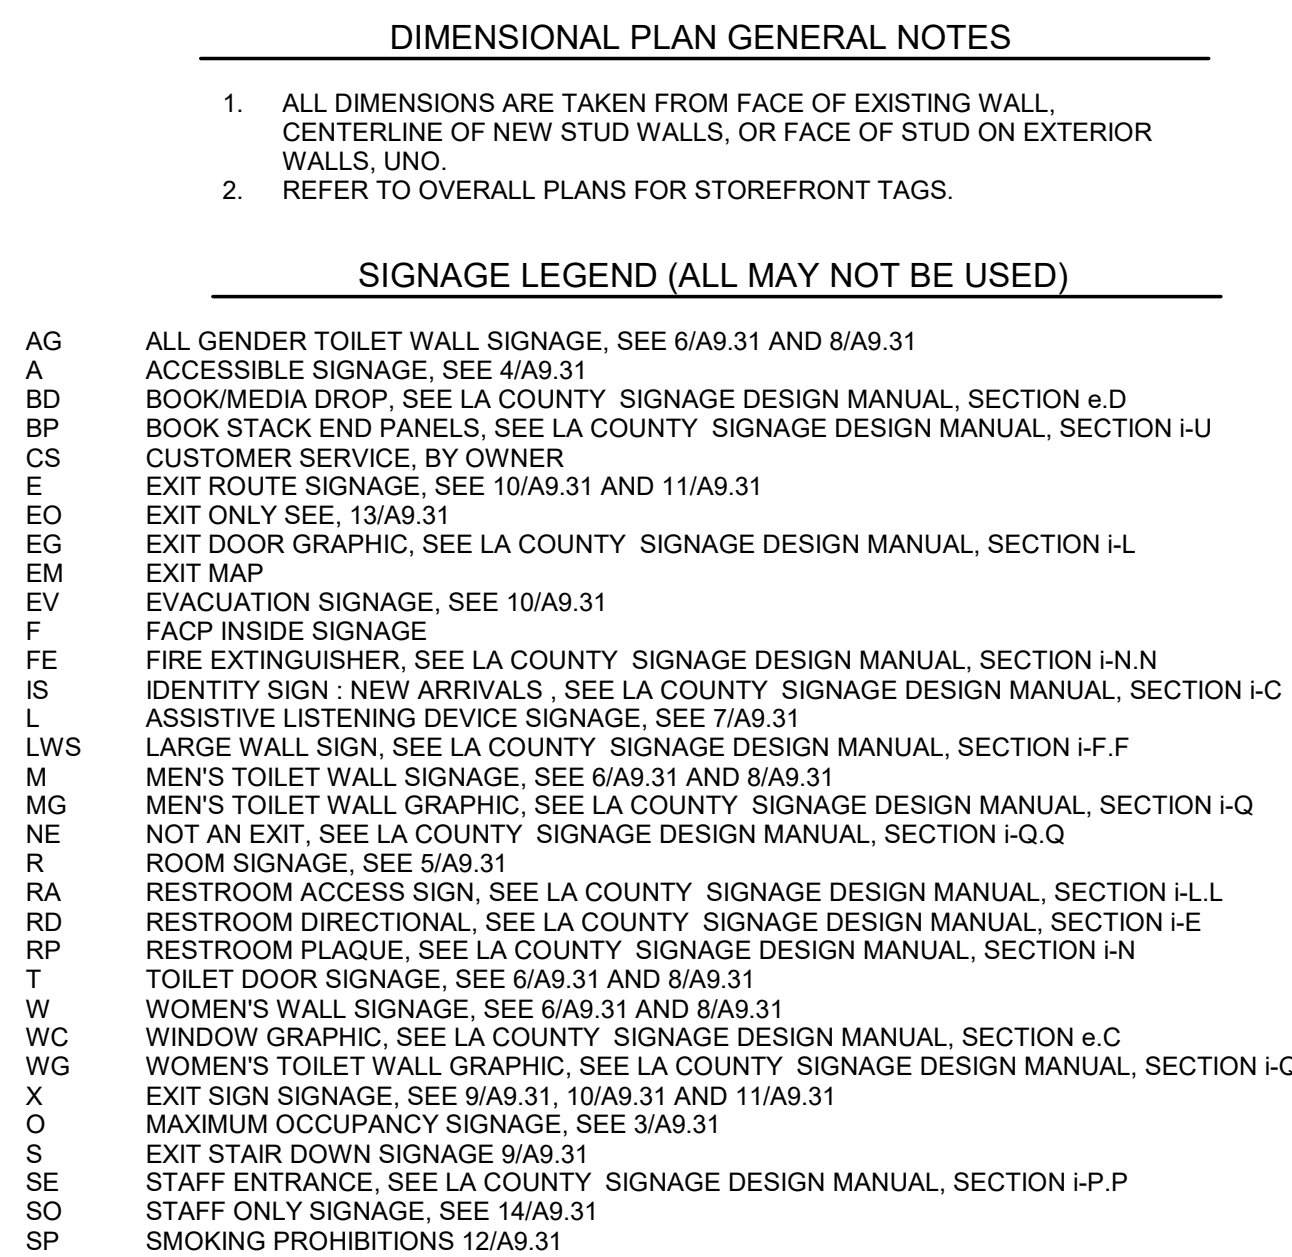 DIMENSIONAL PLAN GENERAL NOTES
1. ALL DIMENSIONS ARE TAKEN FROM FACE OF EXISTING WALL,
CENTERLINE OF NEW STUD WALLS, OR FACE OF STUD ON EXTERIOR
WALLS, UNO.
2. REFER TO OVERALL PLANS FOR STOREFRONT TAGS.
SIGNAGE LEGEND (ALL MAY NOT BE USED)
AG ALL GENDER TOILET WALL SIGNAGE, SEE 6/A9.31 AND 8/A9.31
A ACCESSIBLE SIGNAGE, SEE 4/A9.31
BD BOOK/MEDIA DROP, SEE LA COUNTY SIGNAGE DESIGN MANUAL, SECTION e.D
BP BOOK STACK END PANELS, SEE LA COUNTY SIGNAGE DESIGN MANUAL, SECTION i-U
CS CUSTOMER SERVICE, BY OWNER
E EXIT ROUTE SIGNAGE, SEE 10/A9.31 AND 11/A9.31
EO EXIT ONLY SEE, 13/A9.31
EG EXIT DOOR GRAPHIC, SEE LA COUNTY SIGNAGE DESIGN MANUAL, SECTION i-L
EM EXIT MAP
EV EVACUATION SIGNAGE, SEE 10/A9.31
F FACP INSIDE SIGNAGE
FE FIRE EXTINGUISHER, SEE LA COUNTY SIGNAGE DESIGN MANUAL, SECTION i-N.N
IS IDENTITY SIGN : NEW ARRIVALS , SEE LA COUNTY SIGNAGE DESIGN MANUAL, SECTION i-C
L ASSISTIVE LISTENING DEVICE SIGNAGE, SEE 7/A9.31
LWS LARGE WALL SIGN, SEE LA COUNTY SIGNAGE DESIGN MANUAL, SECTION i-F.F
M MEN'S TOILET WALL SIGNAGE, SEE 6/A9.31 AND 8/A9.31
MG MEN'S TOILET WALL GRAPHIC, SEE LA COUNTY SIGNAGE DESIGN MANUAL, SECTION i-Q
NE NOT AN EXIT, SEE LA COUNTY SIGNAGE DESIGN MANUAL, SECTION i-Q.Q
R ROOM SIGNAGE, SEE 5/A9.31
RA RESTROOM ACCESS SIGN, SEE LA COUNTY SIGNAGE DESIGN MANUAL, SECTION i-L.L
RD RESTROOM DIRECTIONAL, SEE LA COUNTY SIGNAGE DESIGN MANUAL, SECTION i-E
RP RESTROOM PLAQUE, SEE LA COUNTY SIGNAGE DESIGN MANUAL, SECTION i-N
T TOILET DOOR SIGNAGE, SEE 6/A9.31 AND 8/A9.31
W WOMEN'S WALL SIGNAGE, SEE 6/A9.31 AND 8/A9.31
WC WINDOW GRAPHIC, SEE LA COUNTY SIGNAGE DESIGN MANUAL, SECTION e.C
WG WOMEN'S TOILET WALL GRAPHIC, SEE LA COUNTY SIGNAGE DESIGN MANUAL, SECTION i-Q
X EXIT SIGN SIGNAGE, SEE 9/A9.31, 10/A9.31 AND 11/A9.31
O MAXIMUM OCCUPANCY SIGNAGE, SEE 3/A9.31
S EXIT STAIR DOWN SIGNAGE 9/A9.31
SE STAFF ENTRANCE, SEE LA COUNTY SIGNAGE DESIGN MANUAL, SECTION i-P.P
SO STAFF ONLY SIGNAGE, SEE 14/A9.31
SP SMOKING PROHIBITIONS 12/A9.31